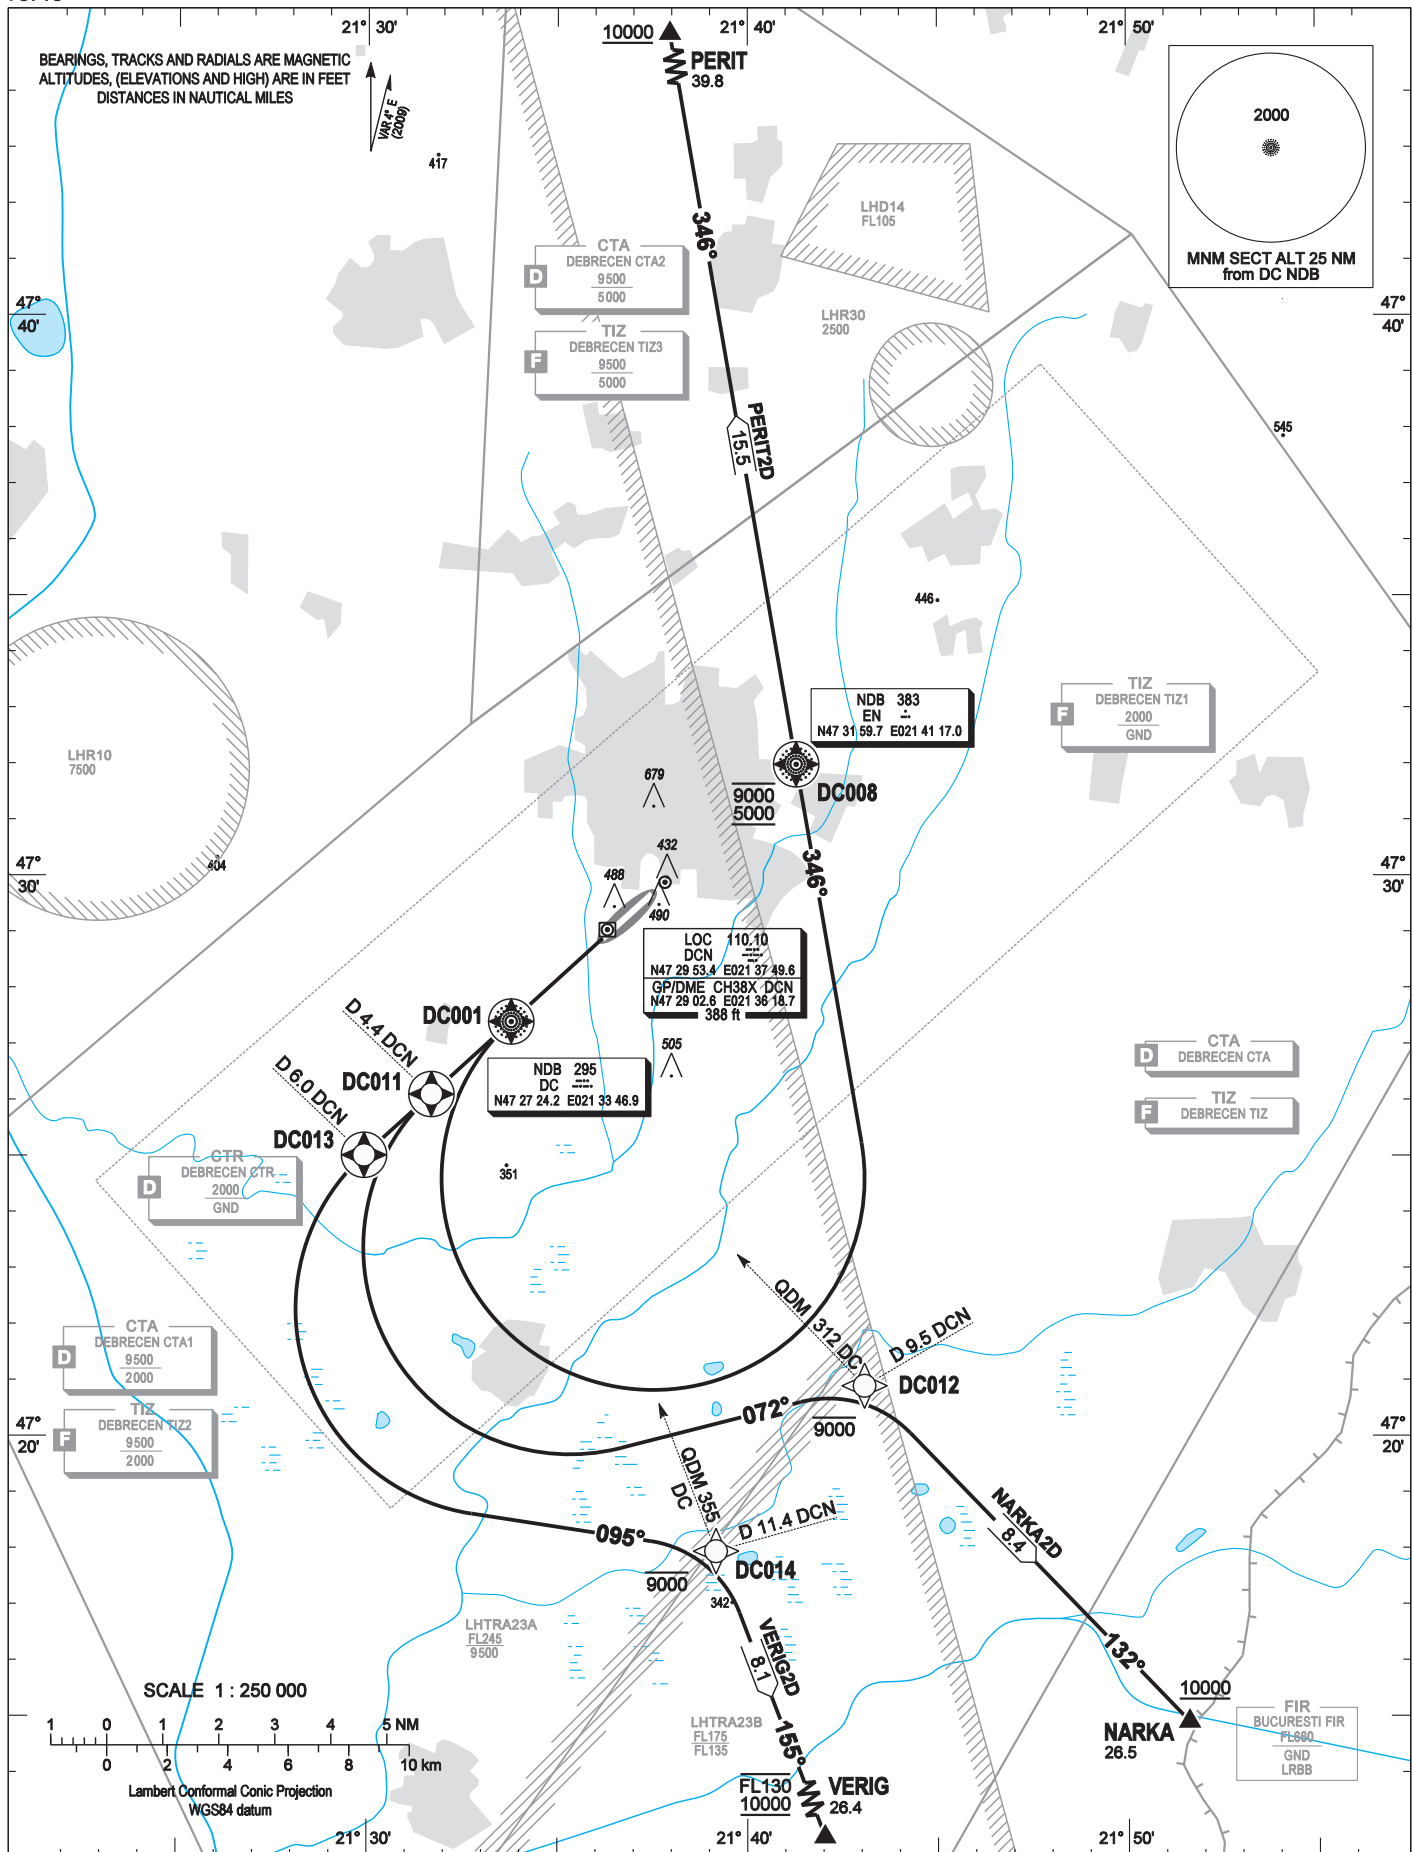 21° 30'
21° 40'
21° 50'
10000
PERIT
39.8
BEARINGS, TRACKS AND RADIALS ARE MAGNETIC
ALTITUDES, (ELEVATIONS AND HIGH) ARE IN FEET
DISTANCES IN NAUTICAL MILES
VAR 4° E
(2009)
417
2000
MNM SECT ALT 25 NM
from DC NDB
346°
LHD14
FL105
CTA
DEBRECEN CTA2
D
9500
5000
TIZ
DEBRECEN TIZ3
F
9500
5000
LHR30
2500
47°
40'
47°
40'
PERIT2D
15.5
545
446
TIZ
DEBRECEN TIZ1
F
2000
GND
NDB 383
EN
N47 31 59.7 E021 41 17.0
DC008
9000
5000
LHR10
7500
679
432
488
490
404
346°
47°
30'
47°
30'
LOC 110.10
DCN
N47 29 53.4 E021 37 49.6
GP/DME CH38X DCN
N47 29 02.6 E021 36 18.7
388 ft
DC001
D 4.4 DCN
DC011
D 6.0 DCN
DC013
505
NDB 295
DC
N47 27 24.2 E021 33 46.9
CTA
D
DEBRECEN CTA
TIZ
F
DEBRECEN TIZ
CTR
DEBRECEN CTR
D
2000
GND
351
QDM 312 DC
D 9.5 DCN
DC012
9000
072°
CTA
DEBRECEN CTA1
D
9500
2000
TIZ
DEBRECEN TIZ2
F
9500
2000
47°
20'
47°
20'
QDM 355
DC
D 11.4 DCN
095°
DC014
9000
342
NARKA2D
8.4
132°
VERIG2D
8.1
155°
LHTRA23A
FL245
9500
LHTRA23B
FL175
FL135
10000
NARKA
26.5
FIR
BUCURESTI FIR
FL660
GND
LRBB
FL130
10000
VERIG
26.4
SCALE 1 : 250 000
1 0 1 2 3 4 5 NM
0 2 4 6 8 10 km
Lambert Conformal Conic Projection
WGS84 datum
21° 30'
21° 40'
21° 50'